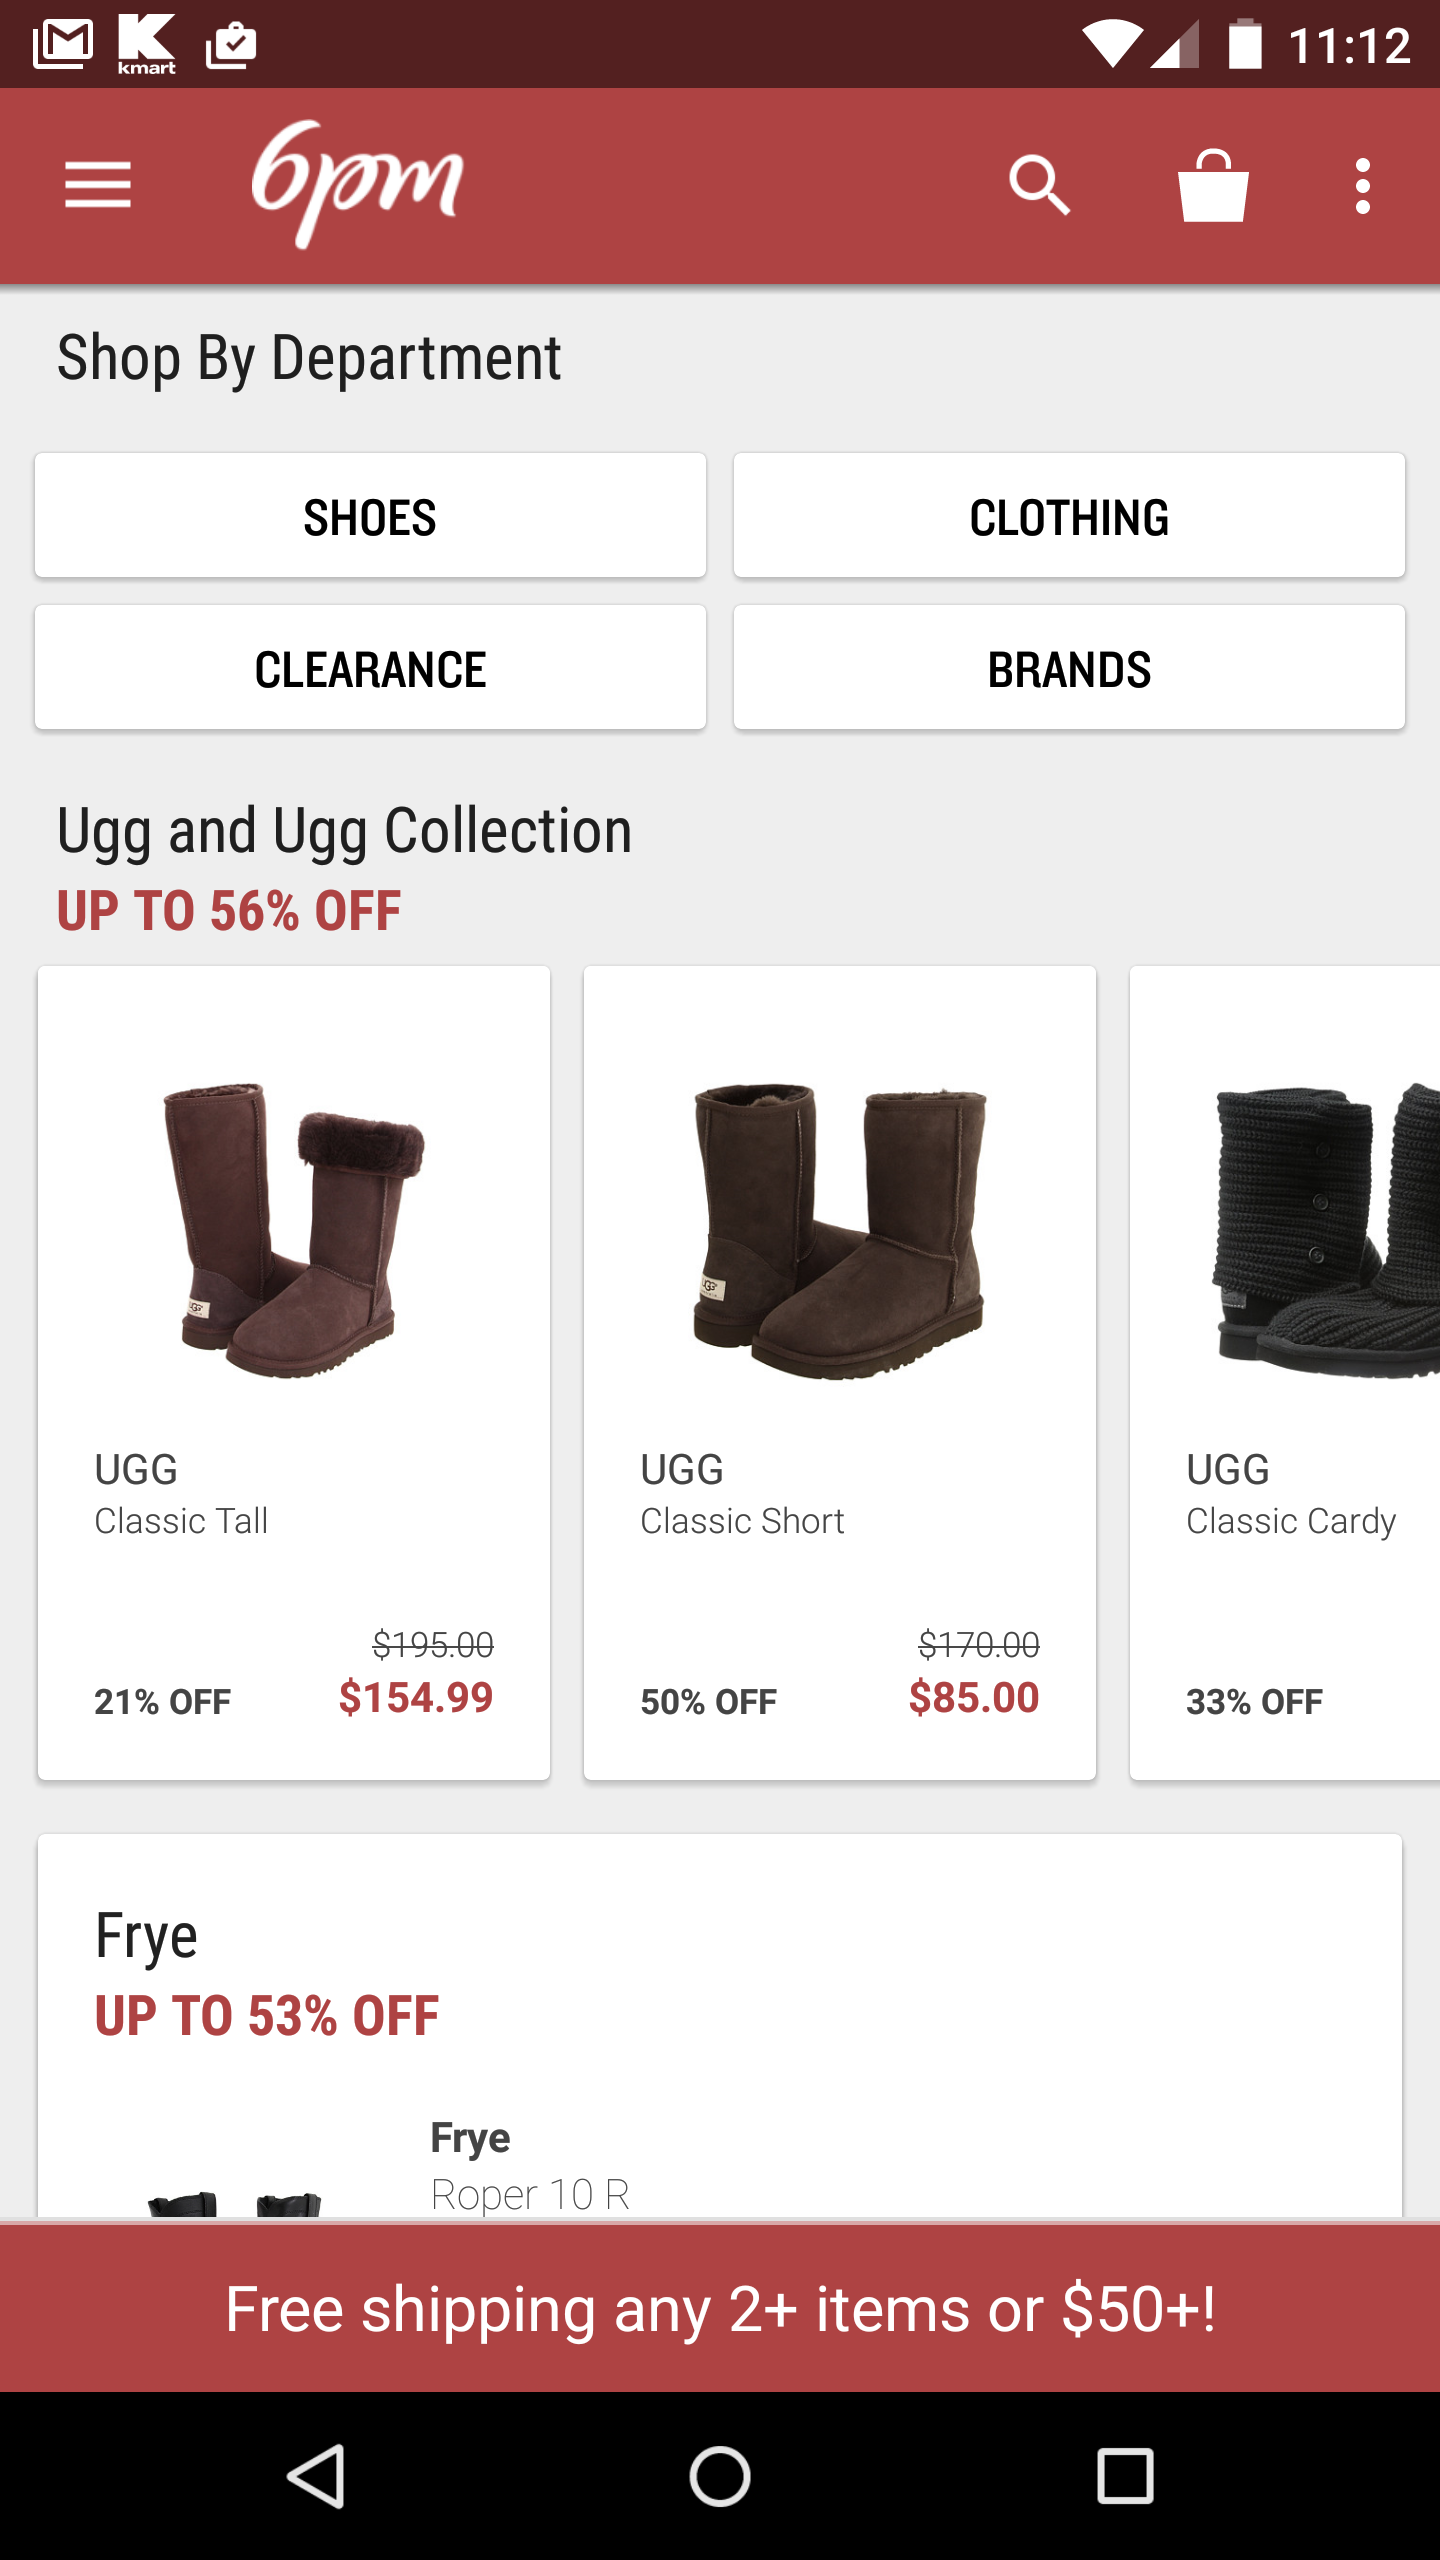 kmart
11:12
6pm
Shop By Department
SHOES
CLOTHING
CLEARANCE
BRANDS
Ugg and Ugg Collection
UP TO 56% OFF
UGG
Classic Tall
$195.00
21% OFF
$154.99
UGG
Classic Short
$170.00
50% OFF
$85.00
UGG
Classic Cardy
33% OFF
Frye
UP TO 53% OFF
Frye
Roper 10 R
Free shipping any 2+ items or $50+!